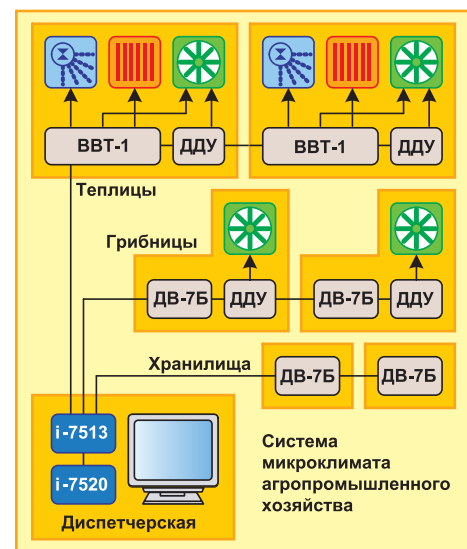 ВВТ-1 ДДУ ВВТ-1 ДДУ
Теплицы
Грибницы
ДВ-7Б ДДУ ДВ-7Б ДДУ
Хранилища
ДВ-7Б ДВ-7Б
i-7513
i-7520
Диспетчерская
Система
микроклимата
агропромышленного
хозяйства